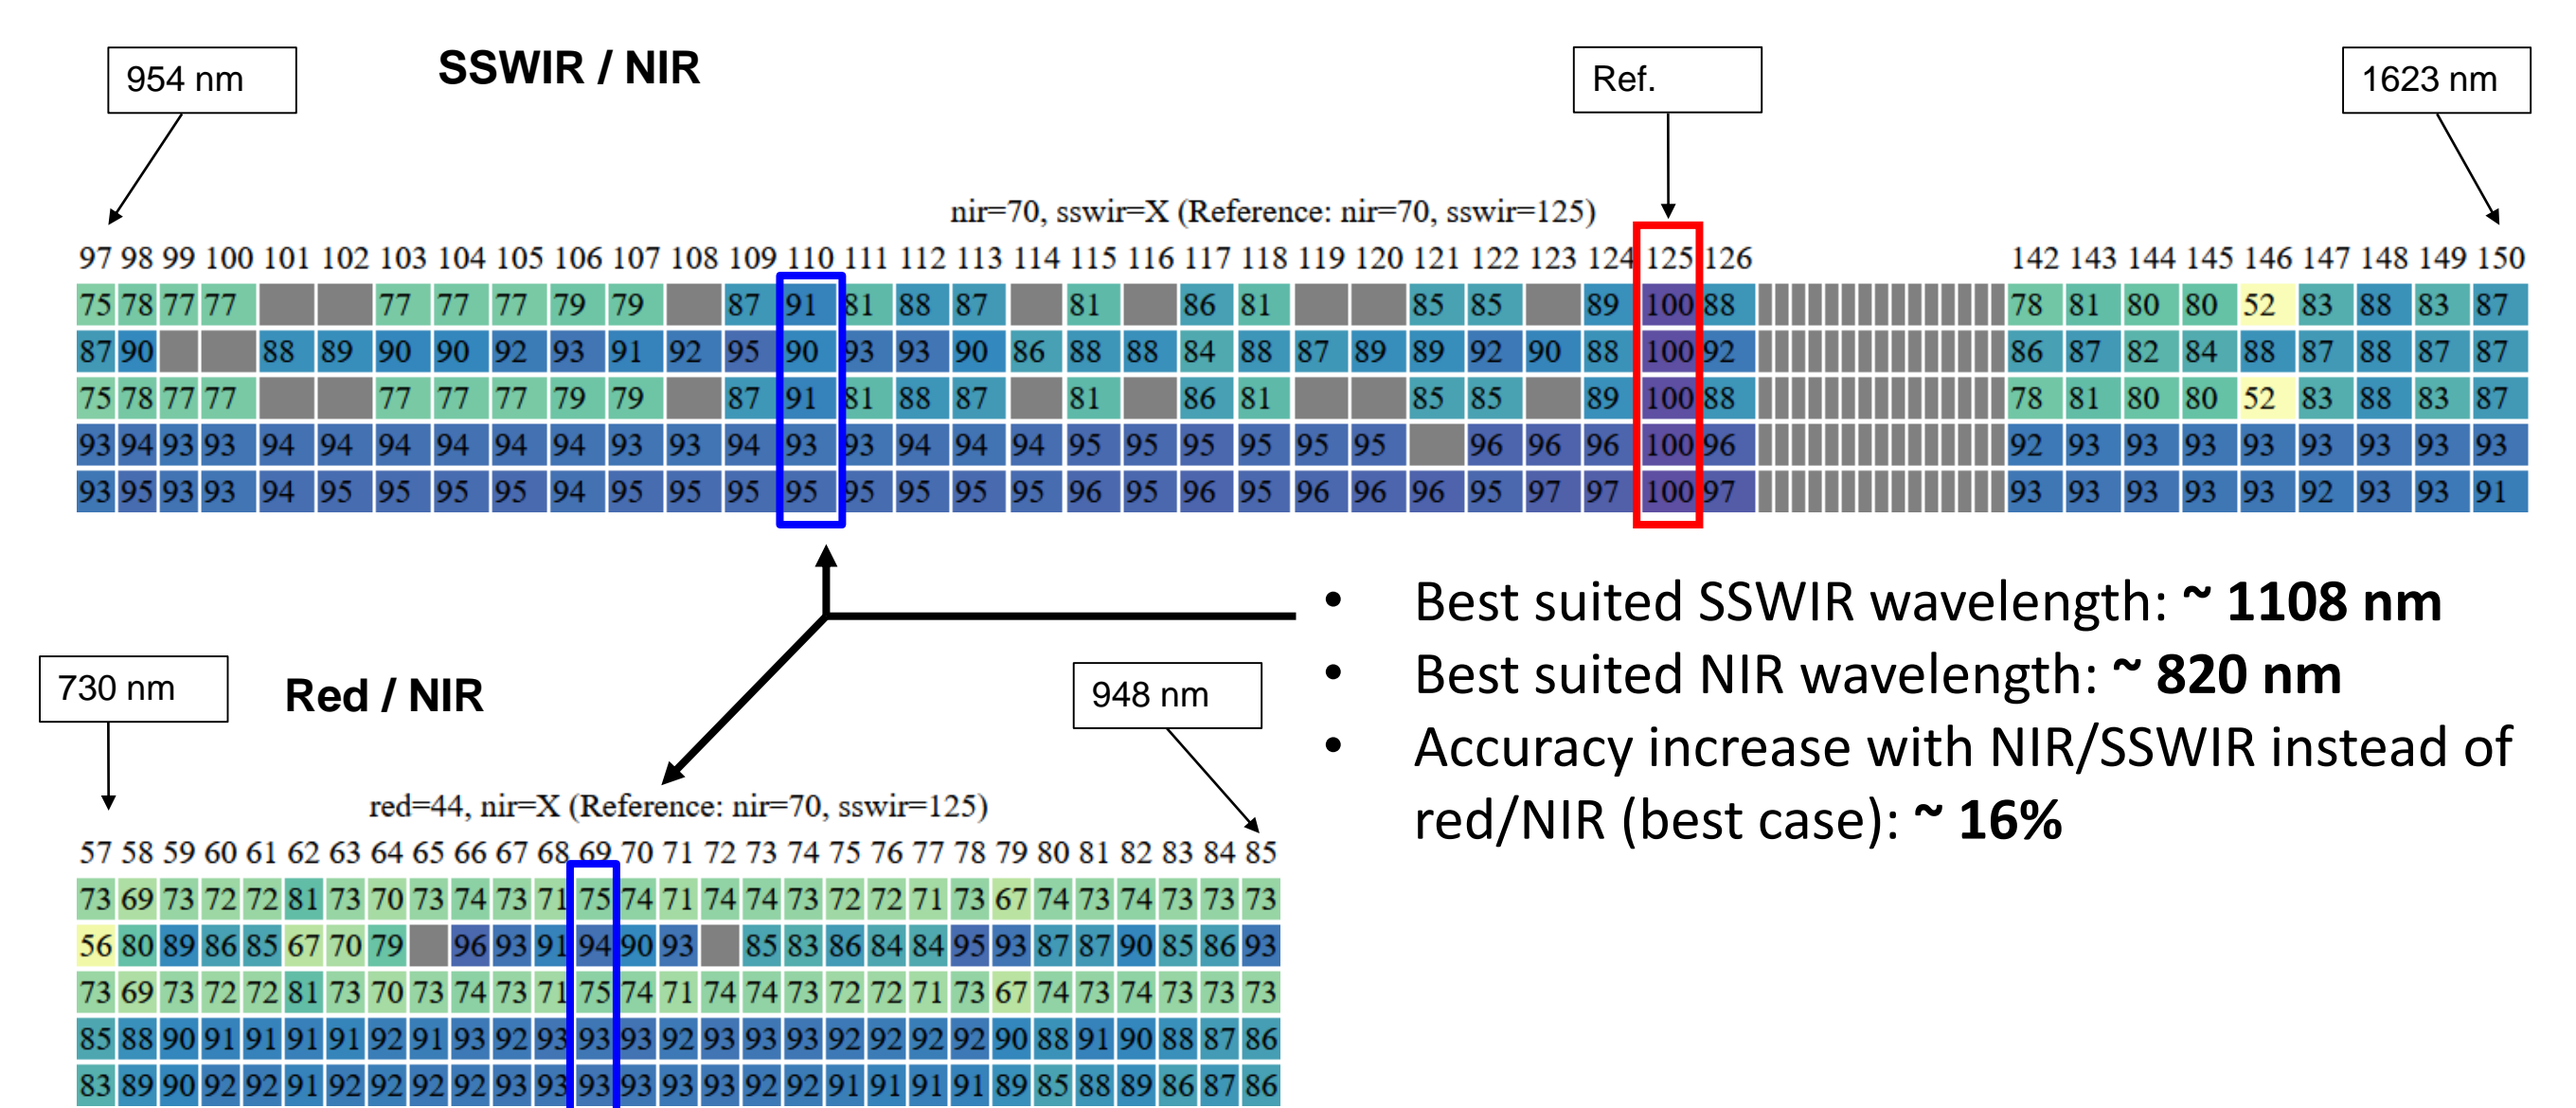 954 nm
SSWIR / NIR
Ref.
1623 nm
nir=70, sswir=X (Reference: nir=70, sswir=125)
97 98 99 100 101 102 103 104 105 106 107 108 109 110 111 112 113 114 115 116 117 118 119 120 121 122 123 124 125 126 142 143 144 145 146 147 148 149 150
75 78 77 77 77 77 77 79 79 87 91 81 88 87 81 86 81 85 85 89 100 88 78 81 80 80 52 83 88 83 87
87 90 88 89 90 90 92 93 91 92 95 90 93 93 90 86 88 88 84 88 87 89 89 92 90 88 100 92 86 87 82 84 88 87 88 87 87
75 78 77 77 77 77 77 79 79 87 91 81 88 87 81 86 81 85 85 89 100 88 78 81 80 80 52 83 88 83 87
93 94 93 93 94 94 94 94 94 94 93 93 94 93 93 94 94 94 95 95 95 95 95 95 96 96 96 100 96 92 93 93 93 93 93 93 93 93
93 95 93 93 94 95 95 95 95 94 95 95 95 95 95 95 95 95 96 95 96 95 96 96 96 95 97 97 100 97 93 93 93 93 93 92 93 93 91
• Best suited SSWIR wavelength: ~ 1108 nm
• Best suited NIR wavelength: ~ 820 nm
• Accuracy increase with NIR/SSWIR instead of
red/NIR (best case): ~ 16%
730 nm
Red / NIR
948 nm
red=44, nir=X (Reference: nir=70, sswir=125)
57 58 59 60 61 62 63 64 65 66 67 68 69 70 71 72 73 74 75 76 77 78 79 80 81 82 83 84 85
73 69 73 72 72 81 73 70 73 74 73 71 75 74 71 74 74 73 72 72 71 73 67 74 73 74 73 73 73
56 80 89 86 85 67 70 79 96 93 91 94 90 93 85 83 86 84 84 95 93 87 87 90 85 86 93
73 69 73 72 72 81 73 70 73 74 73 71 75 74 71 74 74 73 72 72 71 73 67 74 73 74 73 73 73
85 88 90 91 91 91 91 92 91 93 92 93 93 93 92 93 93 93 92 92 92 92 90 88 91 90 88 87 86
83 89 90 92 92 91 92 92 92 92 93 93 93 93 93 93 92 92 91 91 91 91 89 85 88 89 86 87 86